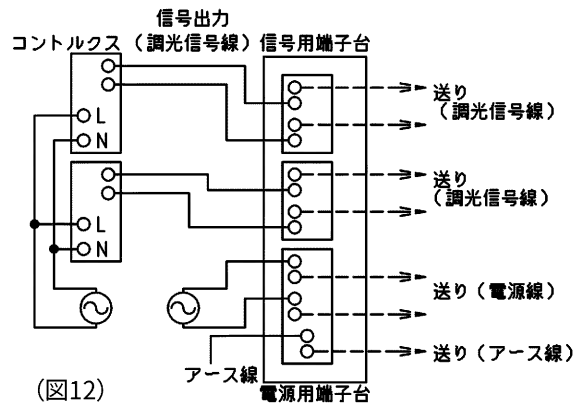 信号出力
コントルクス (調光信号線) 信号用端子台
送り
(調光信号線)
L
N
送り
(調光信号線)
L
N
送り (電源線)
アース線
送り (アース線)
(図12)
電源用端子台